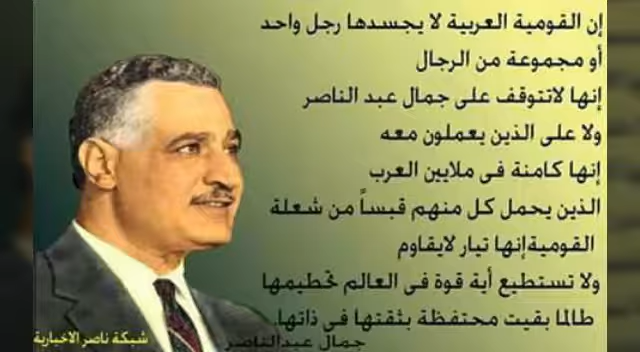 إن القومية العربية لا يجسدها رجل واحد
أو مجموعة من الرجال
إنها لاتتوقف على جمال عبد الناصر
ولا على الذين يعملون معه
إنها كامنة فى ملايين العرب
الذين يحمل كل منهم قبساً من شعلة
القوميةإنها تيار لايقاوم
ولا تستطيع أية قوة فى العالم تحطيمها
طالما بقيت محتفظة بثقتها فى ذاتها.
جمال عبدالناصر
شبكة ناصر الاخبارية